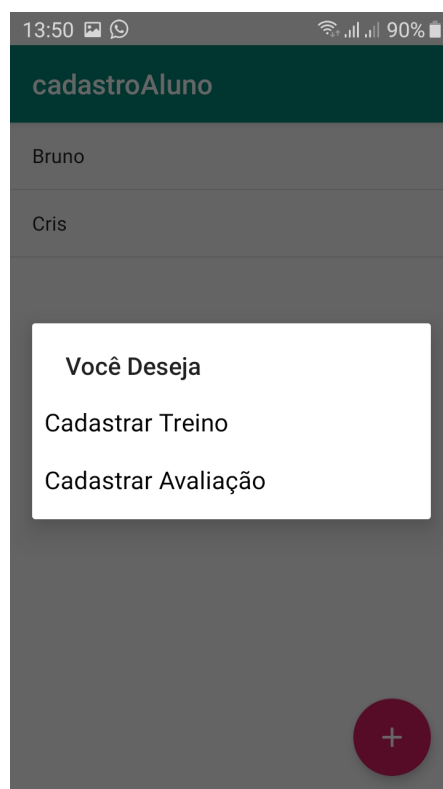 13:50 90%
cadastroAluno
Bruno
Cris
Você Deseja
Cadastrar Treino
Cadastrar Avaliação
+